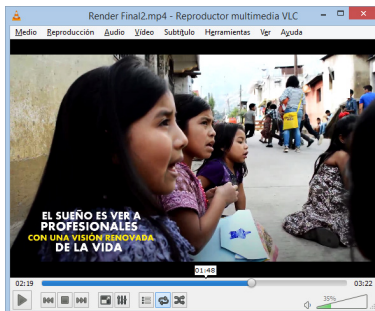 Render Final2.mp4 - Reproductor multimedia VLC
Medio Reproducción Audio Vídeo Subtítulo Herramientas Ver Ayuda
EL SUEÑO ES VER A
PROFESIONALES
CON UNA VISIÓN RENOVADA
DE LA VIDA
01:48
02:19 03:22
35%